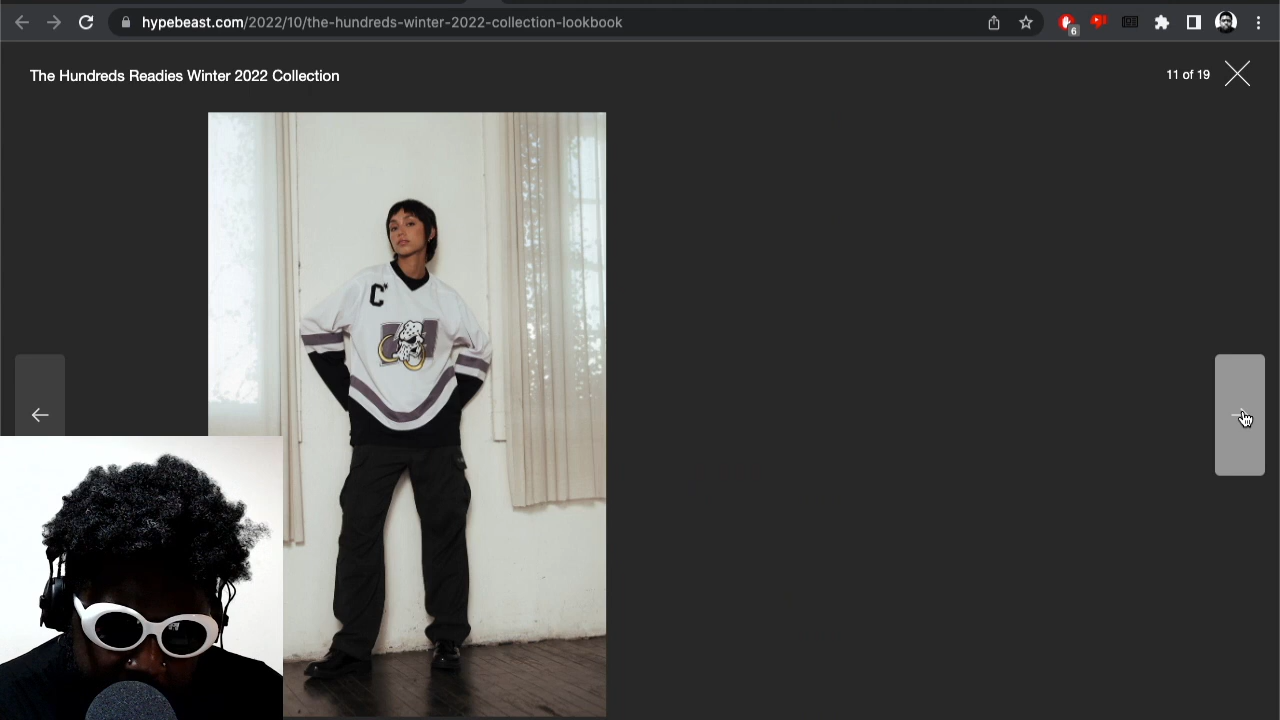 hypebeast.com/2022/10/the-hundreds-winter-2022-collection-lookbook
6
The Hundreds Readies Winter 2022 Collection
11 of 19
C